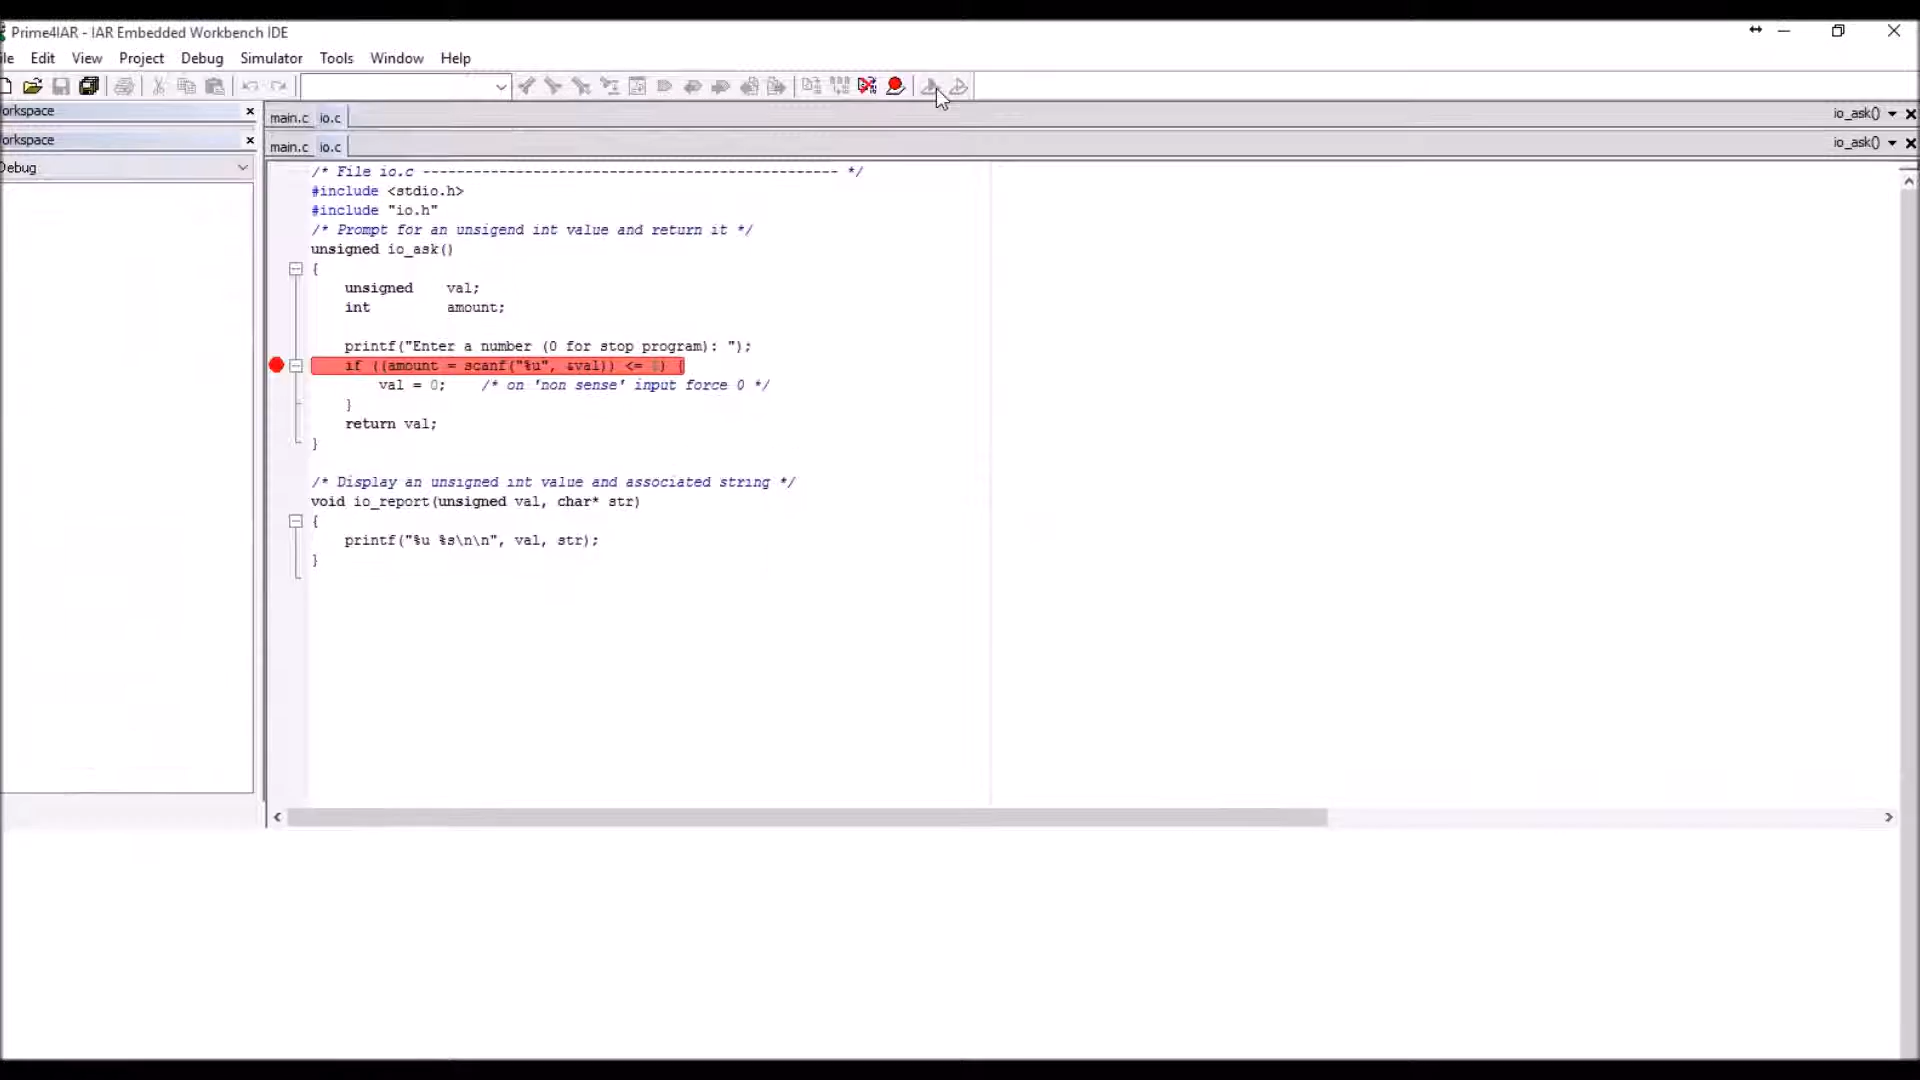 Prime4IAR - IAR Embedded Workbench IDE
ile Edit View Project Debug Simulator Tools Window Help
orkspace
main.c io.c
io_ask()
orkspace
main.c io.c
io_ask()
Debug
/* File io.c ------------------------------------------------- */
#include <stdio.h>
#include "io.h"
/* Prompt for an unsigend int value and return it */
unsigned io_ask()
{
unsigned val;
int amount;
printf("Enter a number (0 for stop program): ");
if ((amount = scanf("%u", &val)) <= ) {
val = 0; /* on 'non sense' input force 0 */
}
return val;
}
/* Display an unsigned int value and associated string */
void io_report(unsigned val, char* str)
{
printf("%u %s\n\n", val, str);
}